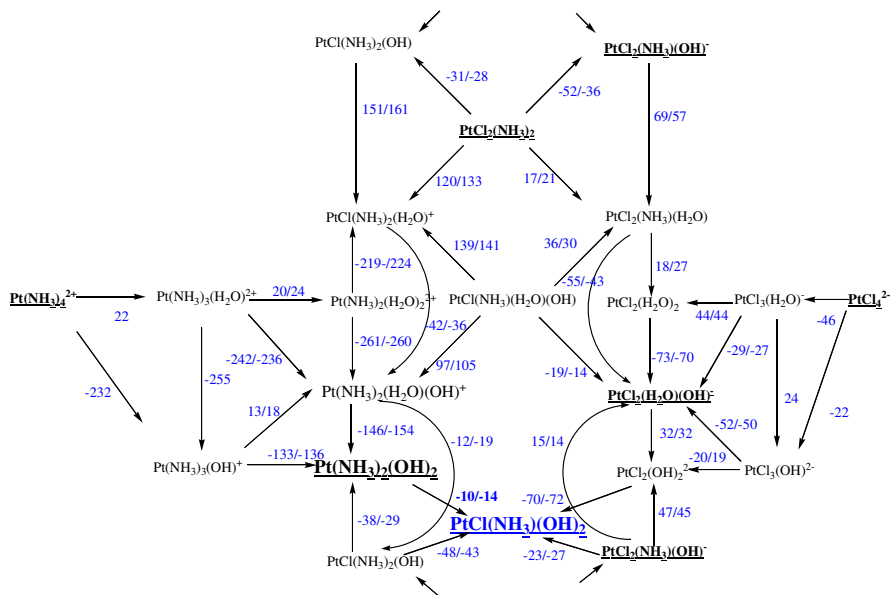 PtCl(NH₃)₂(OH)
PtCl₂(NH₃)(OH)⁻
-31/-28
-52/-36
151/161
69/57
PtCl₂(NH₃)₂
120/133
17/21
PtCl(NH₃)₂(H₂O)⁺
PtCl₂(NH₃)(H₂O)
139/141
36/30
-219-/224
-55/-43
18/27
Pt(NH₃)₄²⁺
Pt(NH₃)₃(H₂O)²⁺
20/24
Pt(NH₃)₂(H₂O)₂²⁺
PtCl(NH₃)(H₂O)(OH)
PtCl₂(H₂O)₂
PtCl₃(H₂O)⁻
PtCl₄²⁻
22
44/44
-46
-42/-36
-261/-260
-242/-236
97/105
-73/-70
-29/-27
-232
-255
-19/-14
24
-22
Pt(NH₃)₂(H₂O)(OH)⁺
PtCl₂(H₂O)(OH)⁻
13/18
-146/-154
-12/-19
15/14
32/32
-52/-50
-133/-136
-20/19
Pt(NH₃)₃(OH)⁺
Pt(NH₃)₂(OH)₂
PtCl₂(OH)₂²⁻
PtCl₃(OH)²⁻
-10/-14
-70/-72
47/45
-38/-29
PtCl(NH₃)(OH)₂
-48/-43
-23/-27
PtCl(NH₃)₂(OH)
PtCl₂(NH₃)(OH)⁻